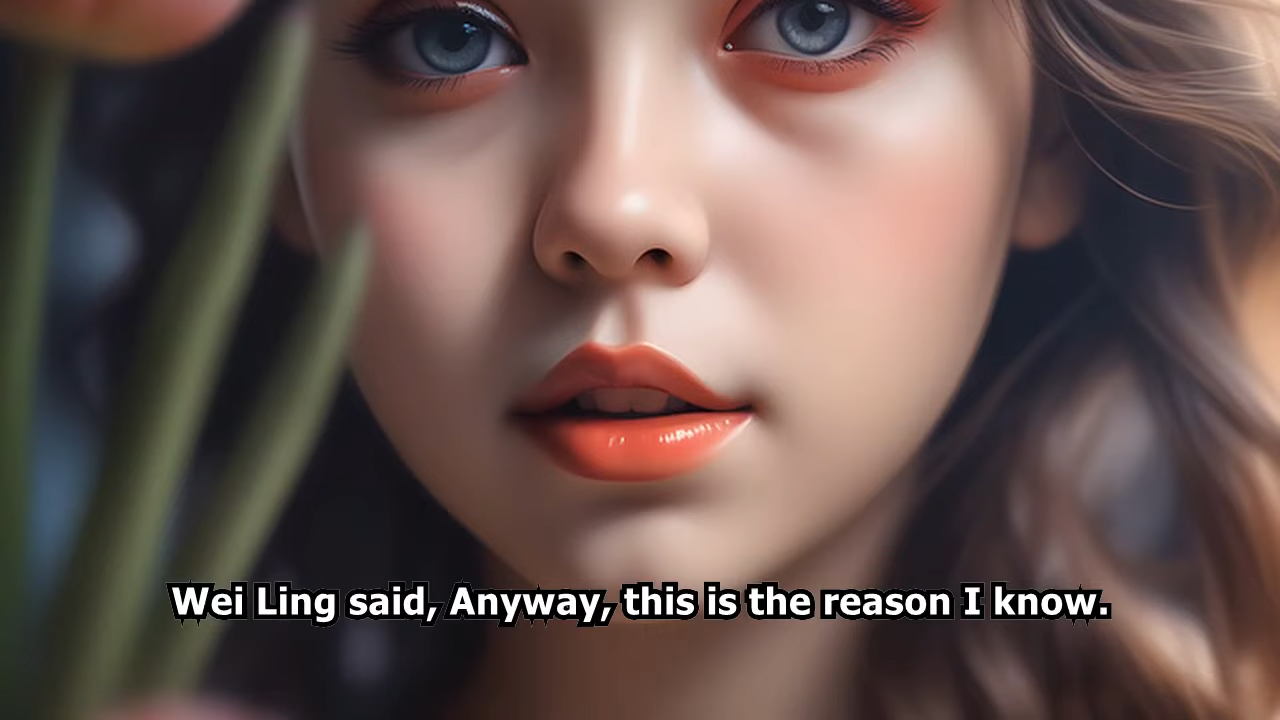 Wei Ling said, Anyway, this is the reason I know.